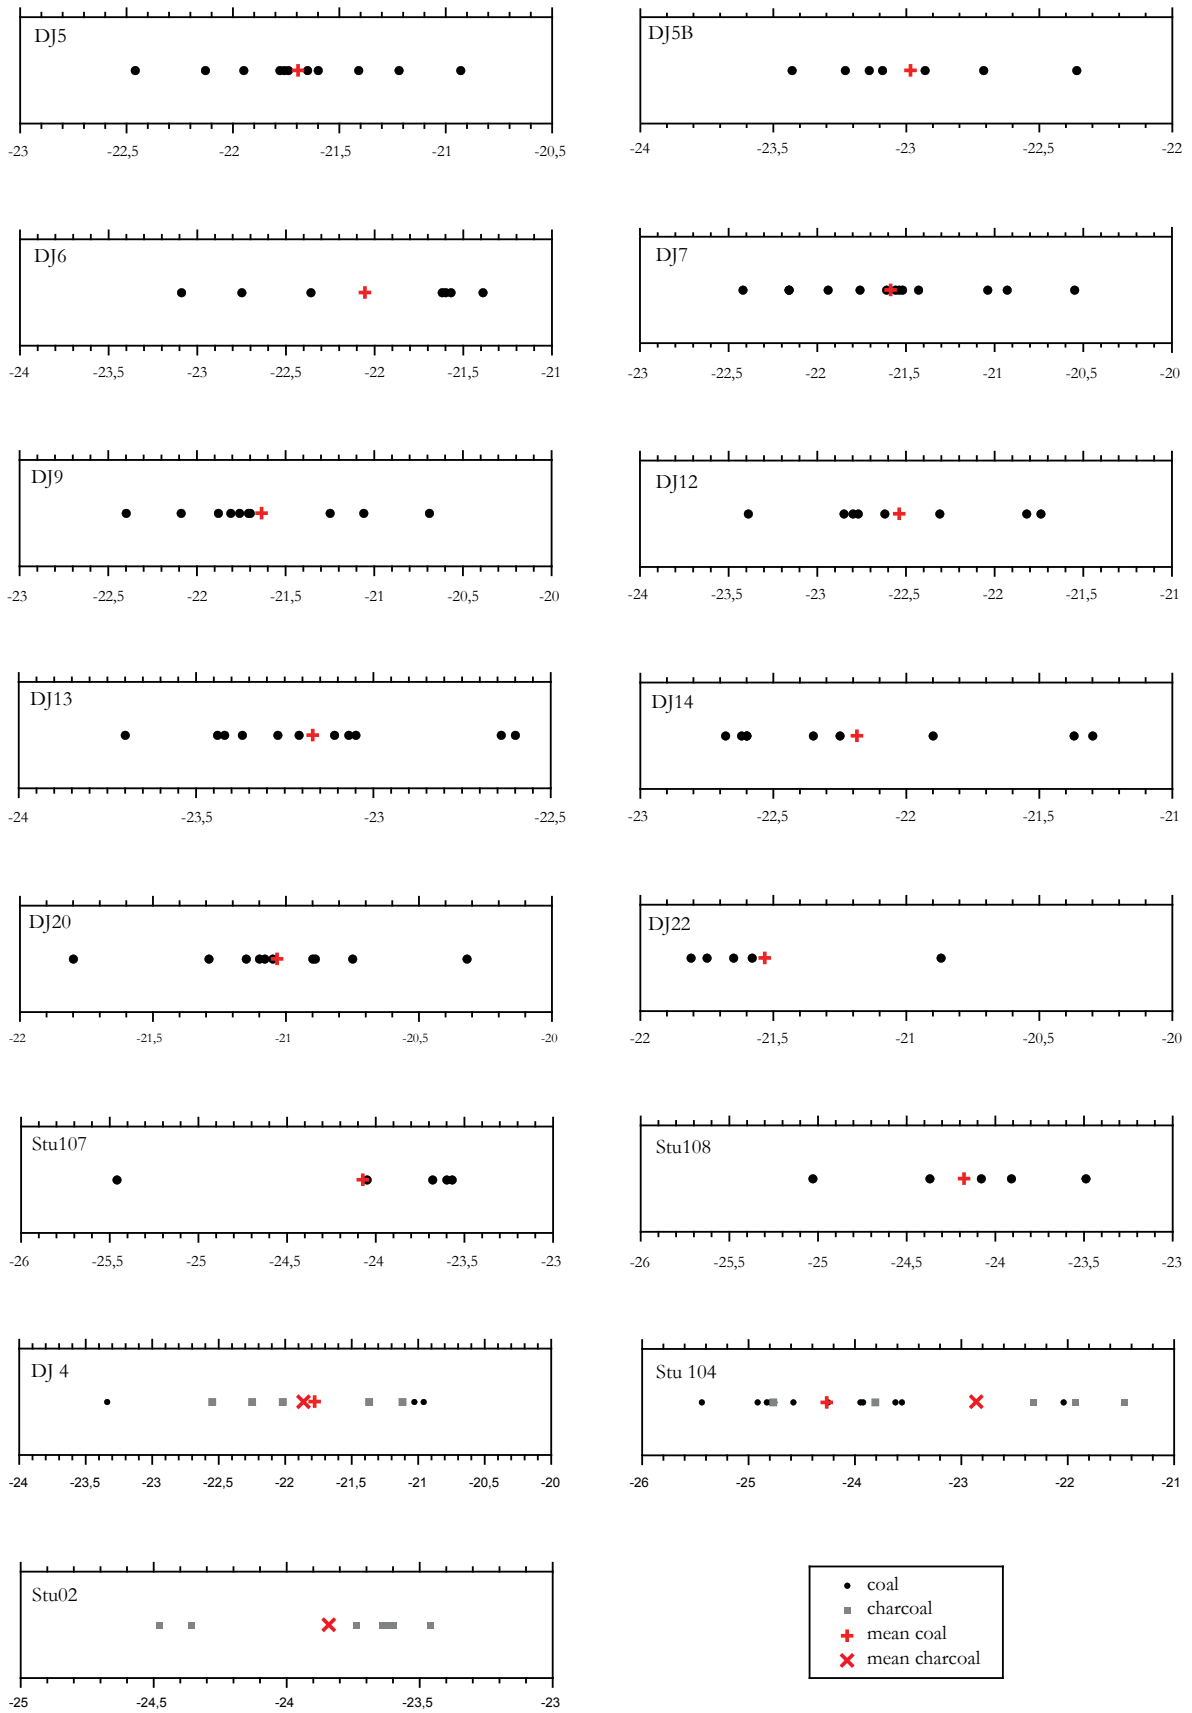 DJ5
-23 -22,5 -22 -21,5 -21 -20,5
DJ5B
-24 -23,5 -23 -22,5 -22
DJ6
-24 -23,5 -23 -22,5 -22 -21,5 -21
DJ7
-23 -22,5 -22 -21,5 -21 -20,5 -20
DJ9
-23 -22,5 -22 -21,5 -21 -20,5 -20
DJ12
-24 -23,5 -23 -22,5 -22 -21,5 -21
DJ13
-24 -23,5 -23 -22,5
DJ14
-23 -22,5 -22 -21,5 -21
DJ20
-22 -21,5 -21 -20,5 -20
DJ22
-22 -21,5 -21 -20,5 -20
Stu107
-26 -25,5 -25 -24,5 -24 -23,5 -23
Stu108
-26 -25,5 -25 -24,5 -24 -23,5 -23
DJ 4
-24 -23,5 -23 -22,5 -22 -21,5 -21 -20,5 -20
Stu 104
-26 -25 -24 -23 -22 -21
Stu02
-25 -24,5 -24 -23,5 -23
coal
charcoal
mean coal
mean charcoal